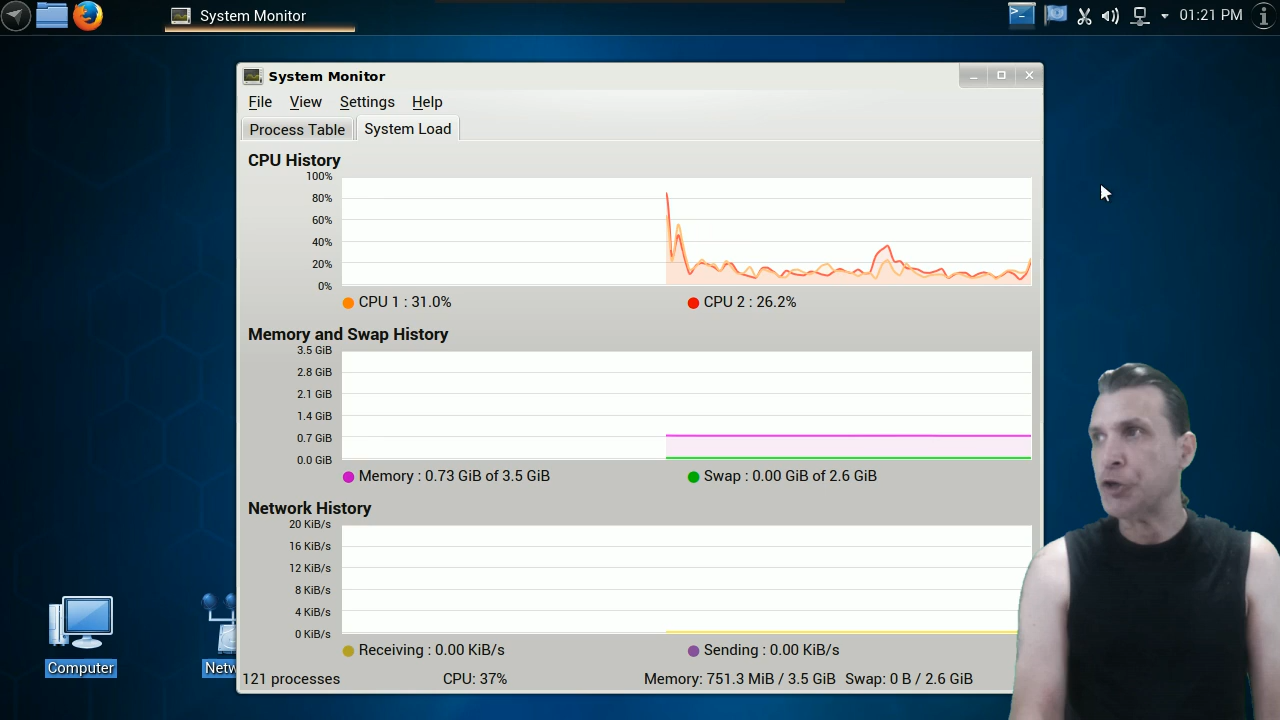 System Monitor
01:21 PM
System Monitor
File View Settings Help
Process Table System Load
CPU History
100%
80%
60%
40%
20%
0%
CPU 1 : 31.0% CPU 2 : 26.2%
Memory and Swap History
3.5 GiB
2.8 GiB
2.1 GiB
1.4 GiB
0.7 GiB
0.0 GiB
Memory : 0.73 GiB of 3.5 GiB Swap : 0.00 GiB of 2.6 GiB
Network History
20 KiB/s
16 KiB/s
12 KiB/s
8 KiB/s
4 KiB/s
0 KiB/s
Receiving : 0.00 KiB/s Sending : 0.00 KiB/s
121 processes CPU: 37% Memory: 751.3 MiB / 3.5 GiB Swap: 0 B / 2.6 GiB
Computer
Netw